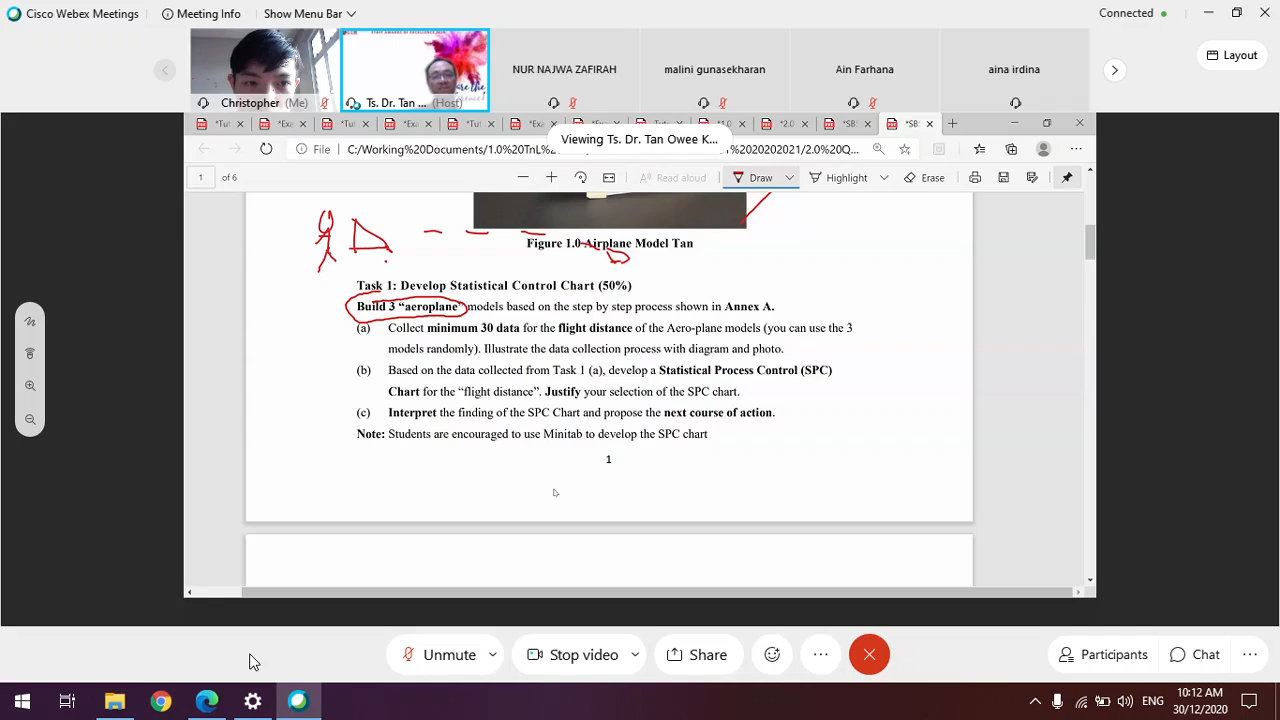 Cisco Webex Meetings
Meeting Info
Show Menu Bar
Connected
Christopher (Me)
Ts. Dr. Tan ... (Host)
NUR NAJWA ZAFIRAH
malini gunasekharan
Ain Farhana
aina irdina
Layout
Viewing Ts. Dr. Tan Owee K...
File
C:/Working%20Documents/1.0%20TnL
%202020202021/2.0%20Q...
1 of 6
Read aloud
Draw
Highlight
Erase
Figure 1.0 Airplane Model Tan
Task 1: Develop Statistical Control Chart (50%)
Build 3 “aeroplane” models based on the step by step process shown in Annex A.
(a) Collect minimum 30 data for the flight distance of the Aero-plane models (you can use the 3
models randomly). Illustrate the data collection process with diagram and photo.
(b) Based on the data collected from Task 1 (a), develop a Statistical Process Control (SPC)
Chart for the “flight distance”. Justify your selection of the SPC chart.
(c) Interpret the finding of the SPC Chart and propose the next course of action.
Note: Students are encouraged to use Minitab to develop the SPC chart
1
Unmute
Stop video
Share
Participants
Chat
ENG
10:12 AM
30/12/2020